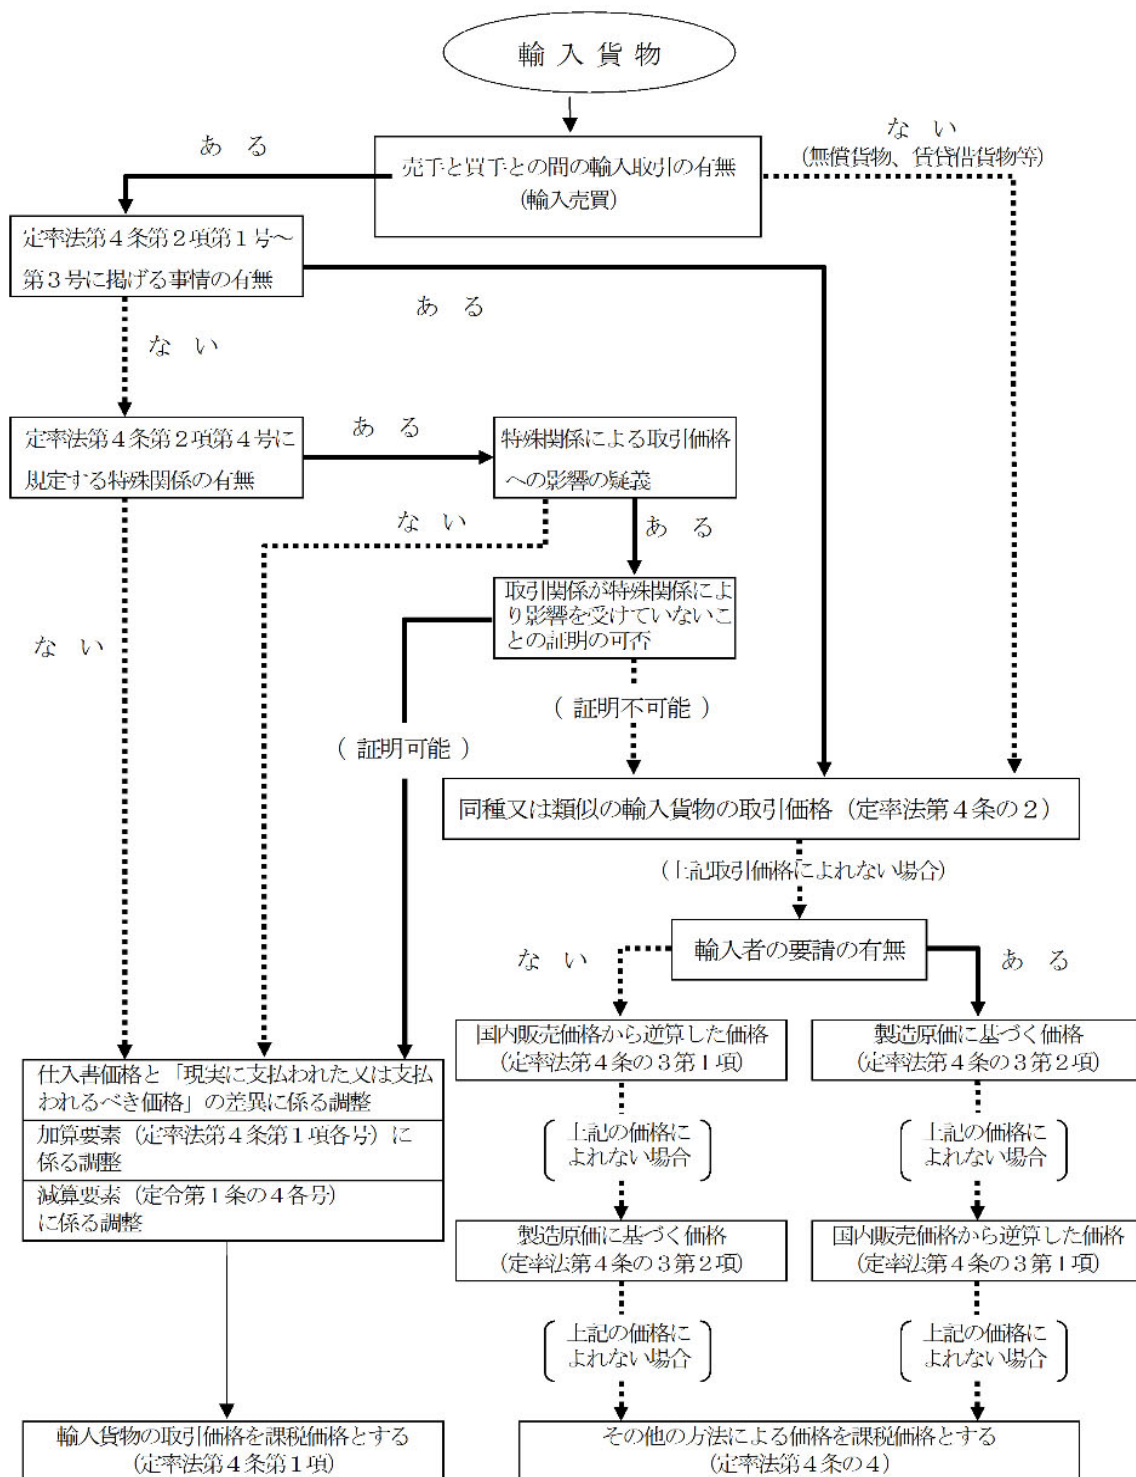 輸 入 貨 物
あ る
な い
(無償貨物、賃貸借貨物等)
売手と買手との間の輸入取引の有無
(輸入売買)
定率法第４条第２項第１号～
第３号に掲げる事情の有無
あ る
な い
定率法第４条第２項第４号に
規定する特殊関係の有無
あ る
特殊関係による取引価格
への影響の疑義
な い
あ る
取引関係が特殊関係によ
り影響を受けていないこ
との証明の可否
な い
( 証明不可能 )
( 証明可能 )
同種又は類似の輸入貨物の取引価格（定率法第４条の２）
(上記取引価格によれない場合)
輸入者の要請の有無
な い
あ る
国内販売価格から逆算した価格
(定率法第４条の３第１項)
製造原価に基づく価格
(定率法第４条の３第２項)
仕入書価格と「現実に支払われた又は支払
われるべき価格」の差異に係る調整
加算要素（定率法第４条第１項各号）に
係る調整
減算要素（定令第１条の４各号）
に係る調整
上記の価格に
よれない場合
上記の価格に
よれない場合
製造原価に基づく価格
(定率法第４条の３第２項)
国内販売価格から逆算した価格
(定率法第４条の３第１項)
上記の価格に
よれない場合
上記の価格に
よれない場合
輸入貨物の取引価格を課税価格とする
(定率法第４条第１項)
その他の方法による価格を課税価格とする
(定率法第４条の４)